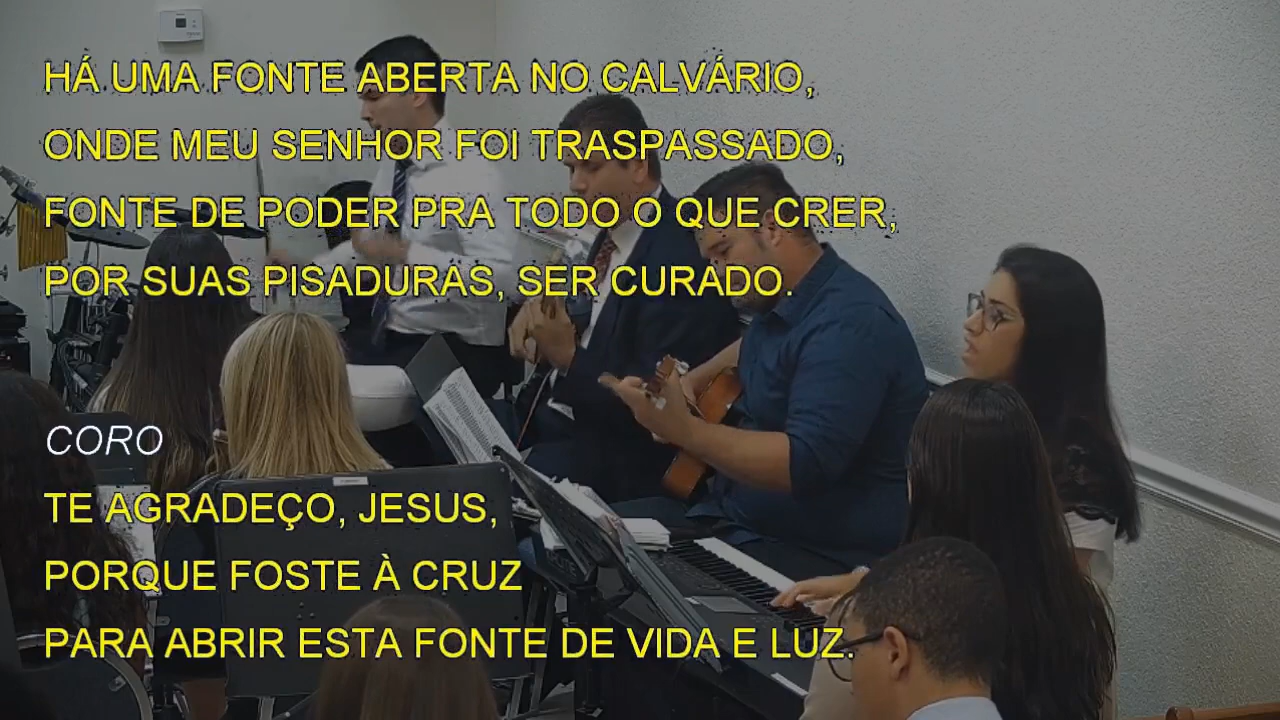 HÁ UMA FONTE ABERTA NO CALVÁRIO,
ONDE MEU SENHOR FOI TRASPASSADO,
FONTE DE PODER PRA TODO O QUE CRER,
POR SUAS PISADURAS, SER CURADO.
CORO
TE AGRADEÇO, JESUS,
PORQUE FOSTE À CRUZ
PARA ABRIR ESTA FONTE DE VIDA E LUZ.